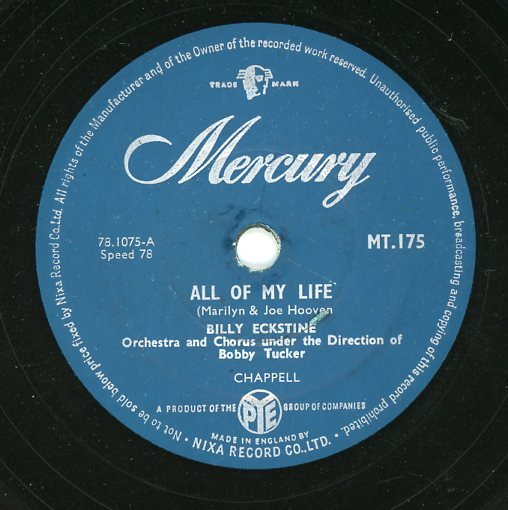 Nixa Record Co.Ltd. All rights of the Manufacturer and of the Owner of the recorded work reserved. Unauthorised public performance, broadcasting and copying of this record prohibited. • Not to be sold below price fixed by
TRADE MARK
Mercury
78.1075-A
Speed 78
MT.175
ALL OF MY LIFE
(Marilyn & Joe Hooven
BILLY ECKSTINE
Orchestra and Chorus under the Direction of
Bobby Tucker
CHAPPELL
A PRODUCT OF THE PYE GROUP OF COMPANIES
MADE IN ENGLAND BY
• NIXA RECORD CO.,LTD. •